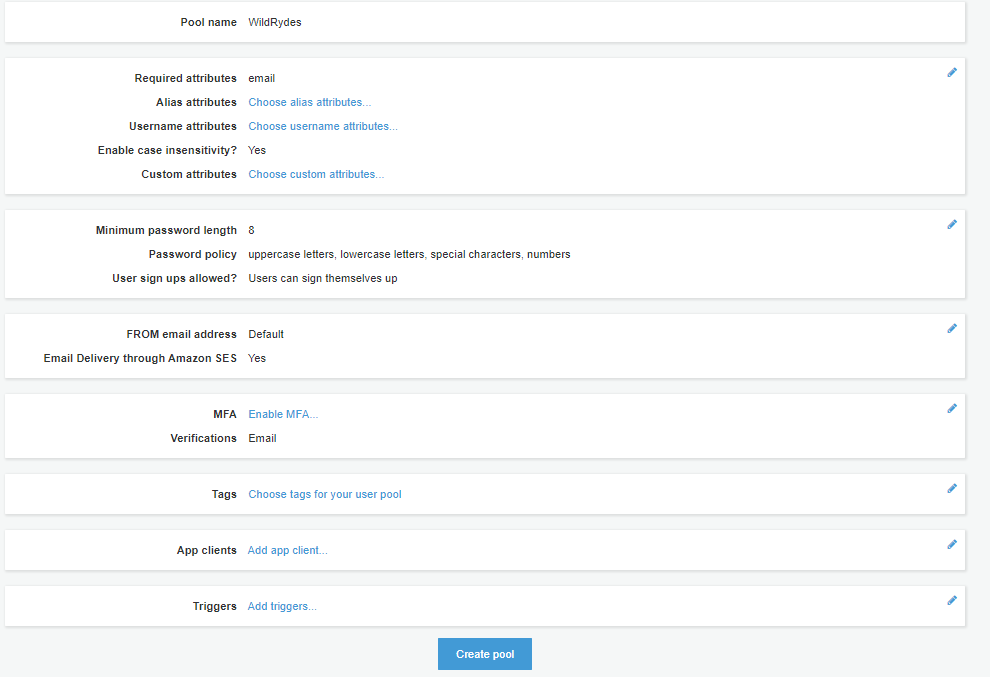 Pool name WildRydes
Required attributes email
Alias attributes Choose alias attributes...
Username attributes Choose username attributes...
Enable case insensitivity? Yes
Custom attributes Choose custom attributes...
Minimum password length 8
Password policy uppercase letters, lowercase letters, special characters, numbers
User sign ups allowed? Users can sign themselves up
FROM email address Default
Email Delivery through Amazon SES Yes
MFA Enable MFA...
Verifications Email
Tags Choose tags for your user pool
App clients Add app client...
Triggers Add triggers...
Create pool